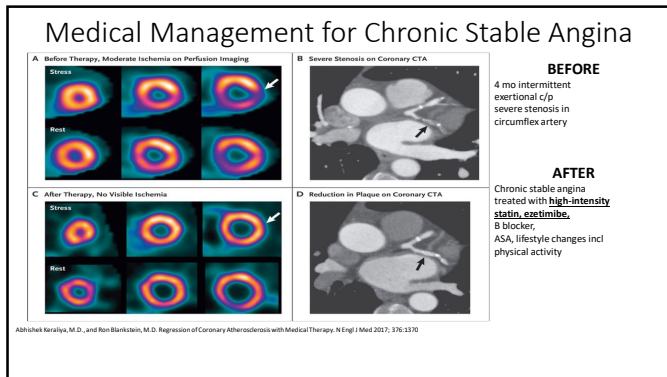 Medical Management for Chronic Stable Angina
A Before Therapy, Moderate Ischemia on Perfusion Imaging
Stress
Rest
B Severe Stenosis on Coronary CTA
C After Therapy, No Visible Ischemia
Stress
Rest
D Reduction in Plaque on Coronary CTA
BEFORE
4 mo intermittent
exertional c/p
severe stenosis in
circumflex artery
AFTER
Chronic stable angina
treated with high-intensity
statin, ezetimibe,
B blocker,
ASA, lifestyle changes incl
physical activity
Abhishek Keraliya, M.D., and Ron Blankstein, M.D. Regression of Coronary Atherosclerosis with Medical Therapy. N Engl J Med 2017; 376:1370